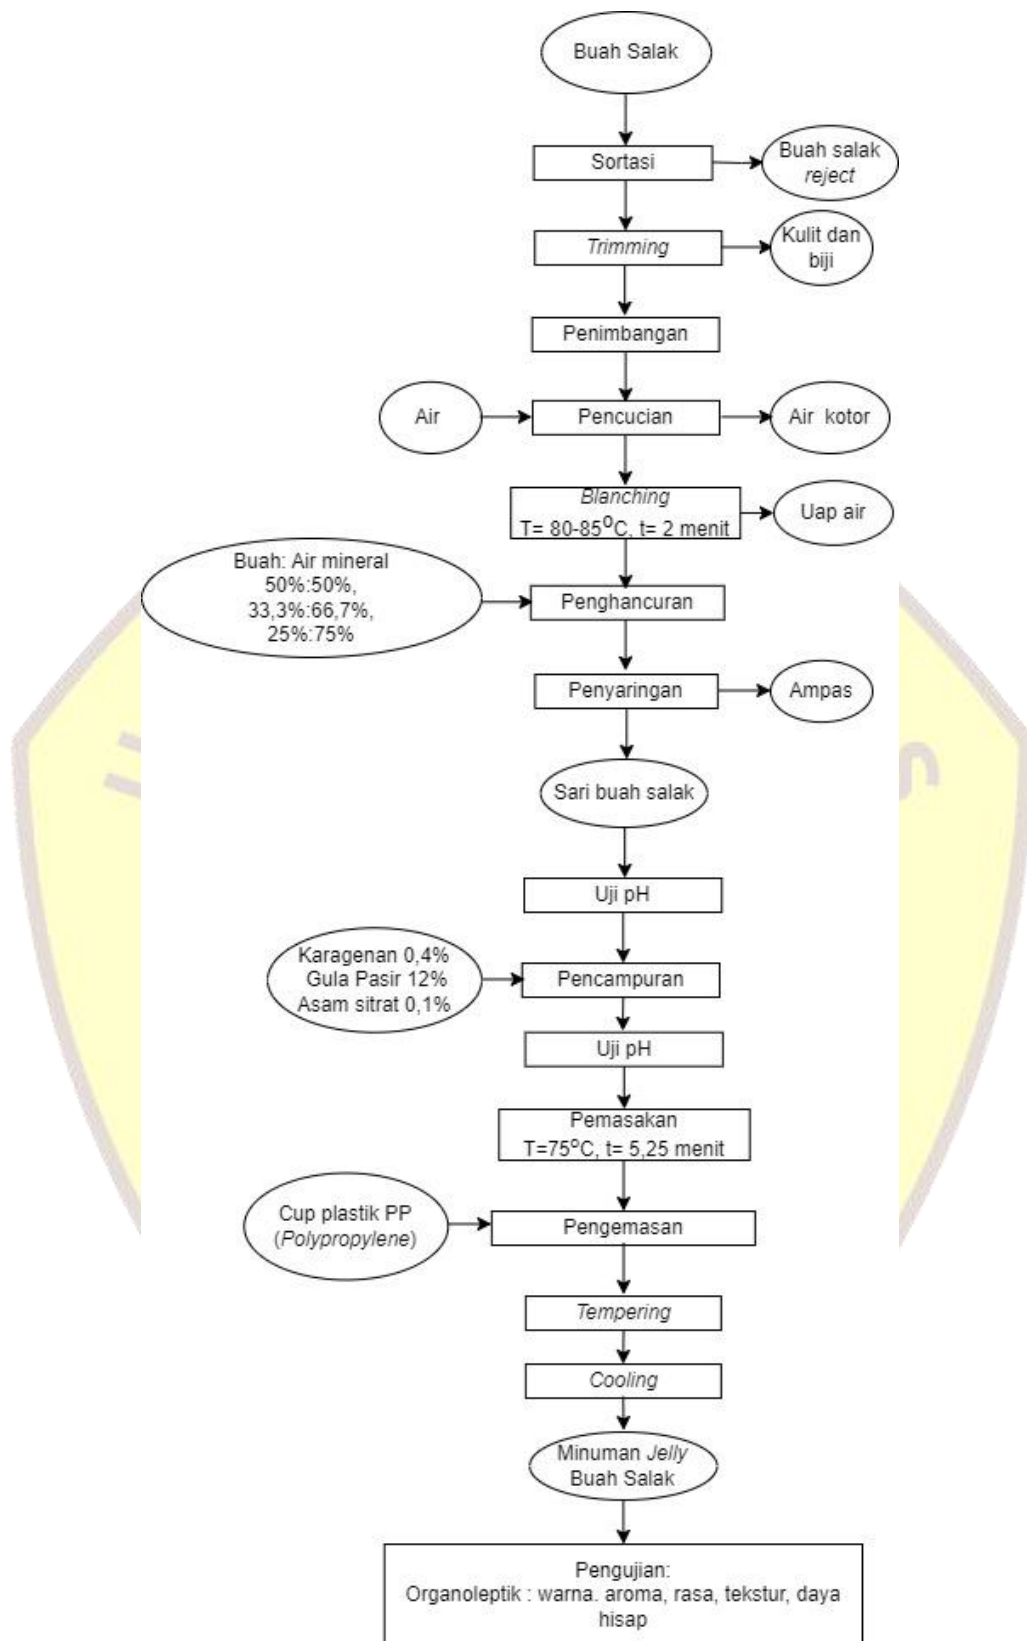 Buah Salak
Sortasi
Buah salak
reject
Trimming
Kulit dan
biji
Penimbangan
Air
Pencucian
Air kotor
Blanching
T= 80-85⁰C, t= 2 menit
Uap air
Buah: Air mineral
50%:50%,
33,3%:66,7%,
25%:75%
Penghancuran
Penyaringan
Ampas
Sari buah salak
Uji pH
Karagenan 0,4%
Gula Pasir 12%
Asam sitrat 0,1%
Pencampuran
Uji pH
Pemasakan
T=75⁰C, t= 5,25 menit
Cup plastik PP
(Polypropylene)
Pengemasan
Tempering
Cooling
Minuman Jelly
Buah Salak
Pengujian:
Organoleptik : warna. aroma, rasa, tekstur, daya
hisap